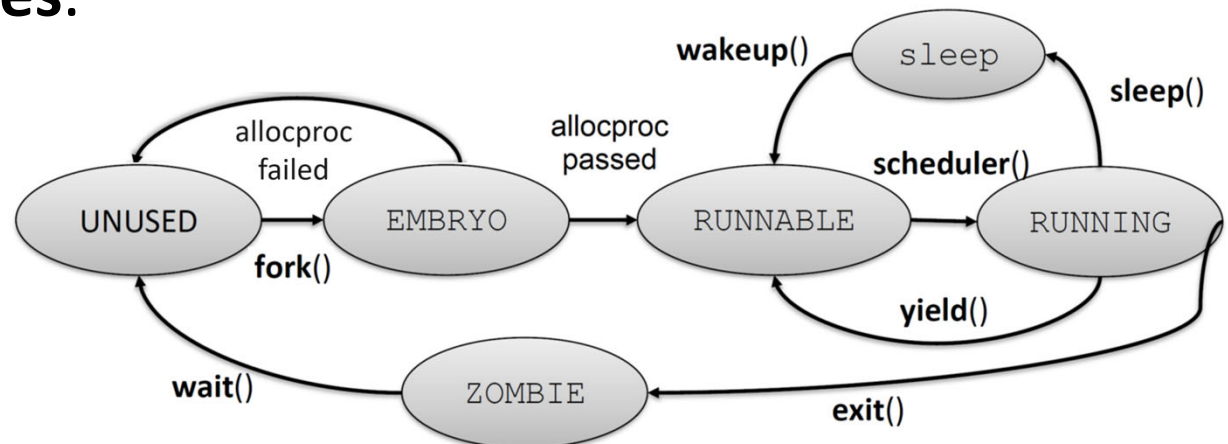 es.
wakeup()
sleep
sleep()
allocproc
failed
allocproc
passed
scheduler()
UNUSED
EMBRYO
RUNNABLE
RUNNING
fork()
yield()
wait()
ZOMBIE
exit()